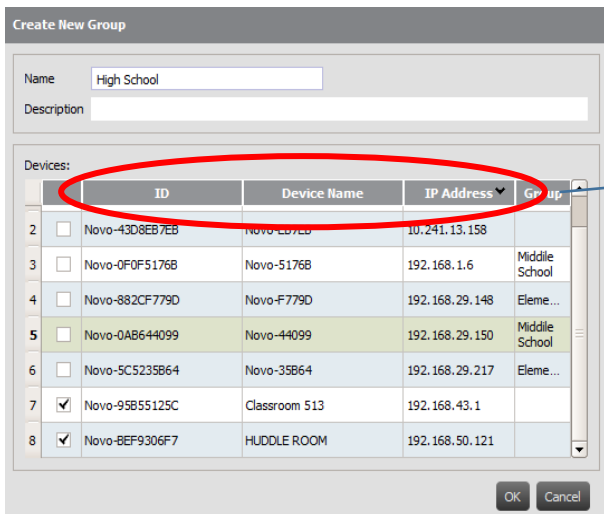 Create New Group
Name High School
Description
Devices:
ID Device Name IP Address Group
2 Novo-43D8EB7EB Novo-EB7EB 10.241.13.158
3 Novo-0F0F5176B Novo-5176B 192.168.1.6 Middle School
4 Novo-882CF779D Novo-F779D 192.168.29.148 Eleme...
5 Novo-0AB644099 Novo-44099 192.168.29.150 Middle School
6 Novo-5C5235B64 Novo-35B64 192.168.29.217 Eleme...
7 Novo-95B55125C Classroom 513 192.168.43.1
8 Novo-BEF9306F7 HUDDLE ROOM 192.168.50.121
OK Cancel